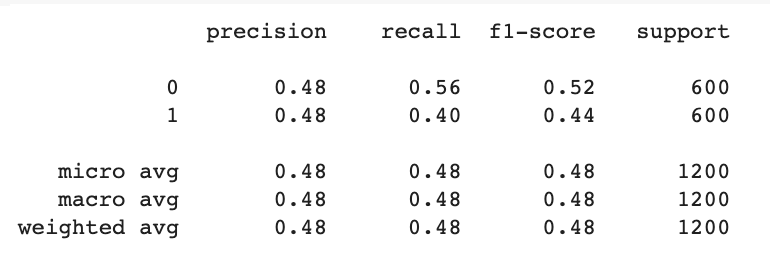 precision recall f1-score support
0 0.48 0.56 0.52 600
1 0.48 0.40 0.44 600
micro avg 0.48 0.48 0.48 1200
macro avg 0.48 0.48 0.48 1200
weighted avg 0.48 0.48 0.48 1200